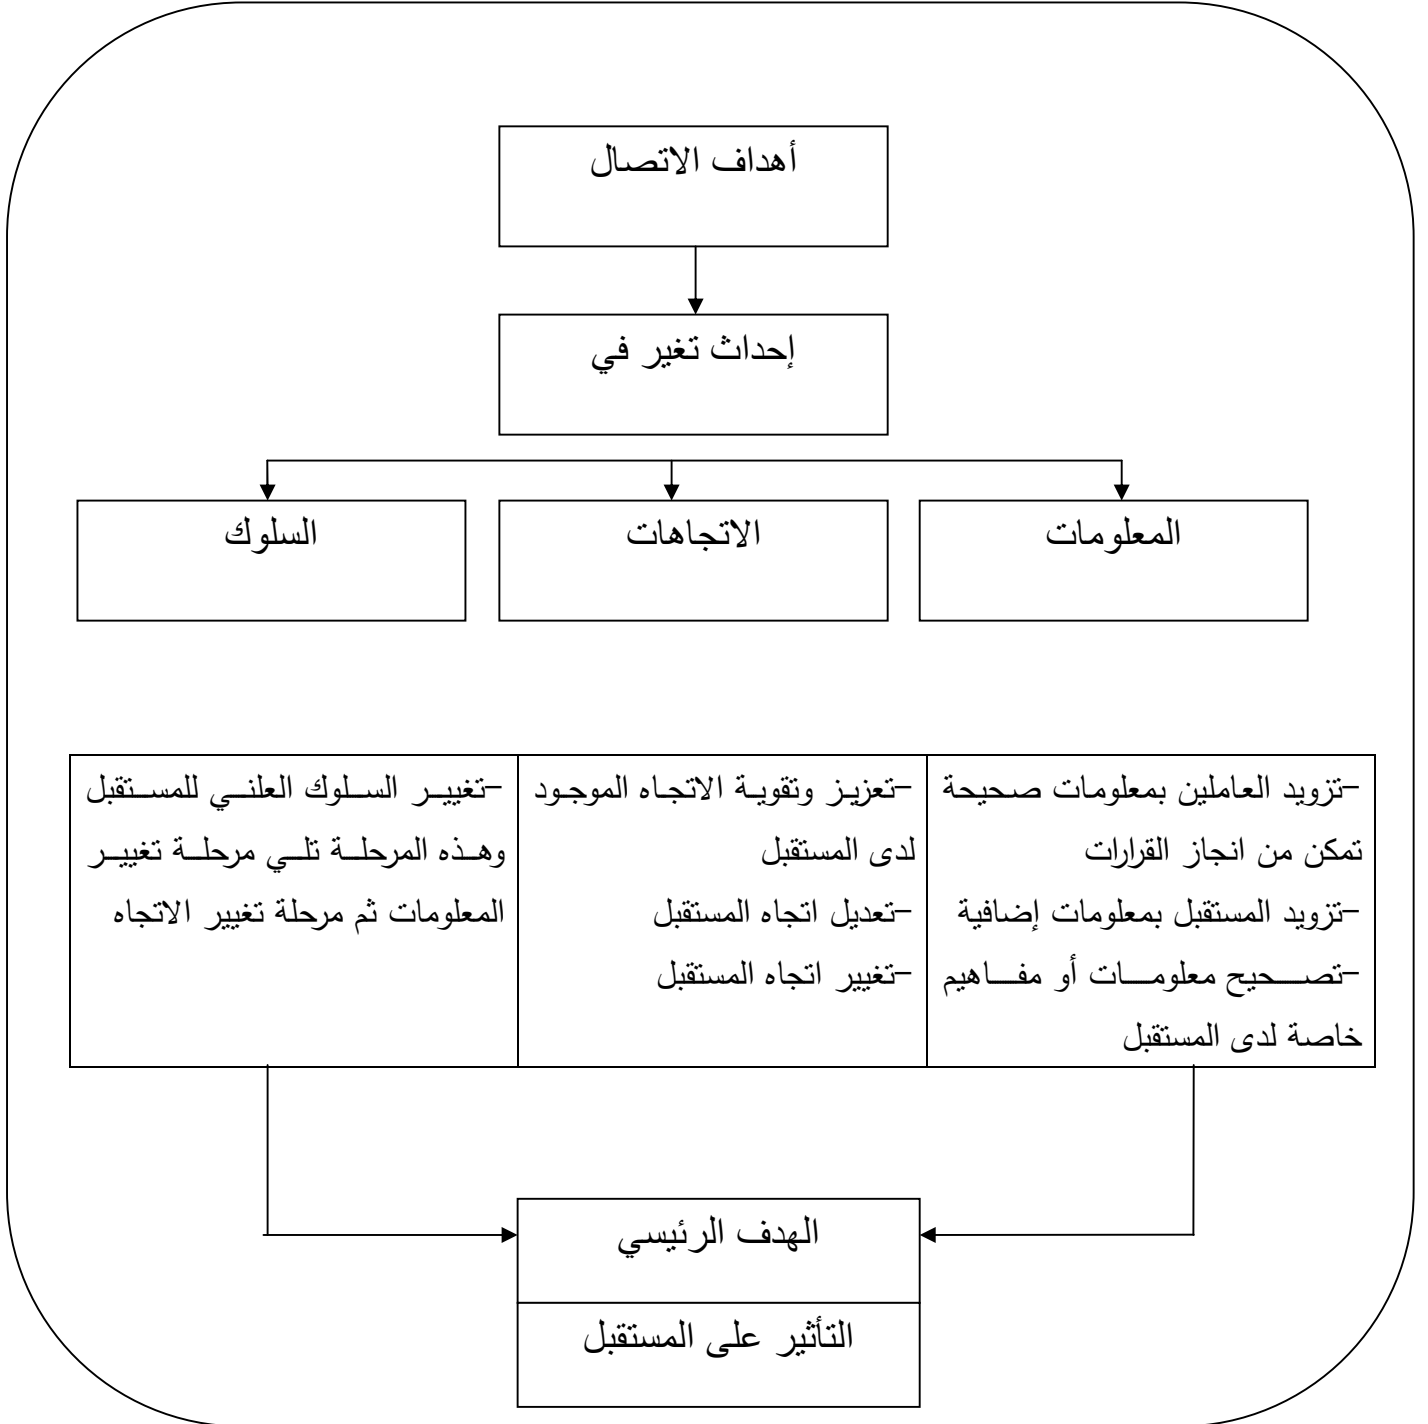 أهداف الاتصال
إحداث تغير في
المعلومات
الاتجاهات
السلوك
-تزويد العاملين بمعلومات صحيحة
تمكن من انجاز القرارات
-تزويد المستقبل بمعلومات إضافية
-تصحيح معلومات أو مفاهيم
خاصة لدى المستقبل
-تعزيز وتقوية الاتجاه الموجود
لدى المستقبل
-تعديل اتجاه المستقبل
-تغيير اتجاه المستقبل
-تغيير السلوك العلني للمستقبل
وهذه المرحلة تلي مرحلة تغيير
المعلومات ثم مرحلة تغيير الاتجاه
الهدف الرئيسي
التأثير على المستقبل